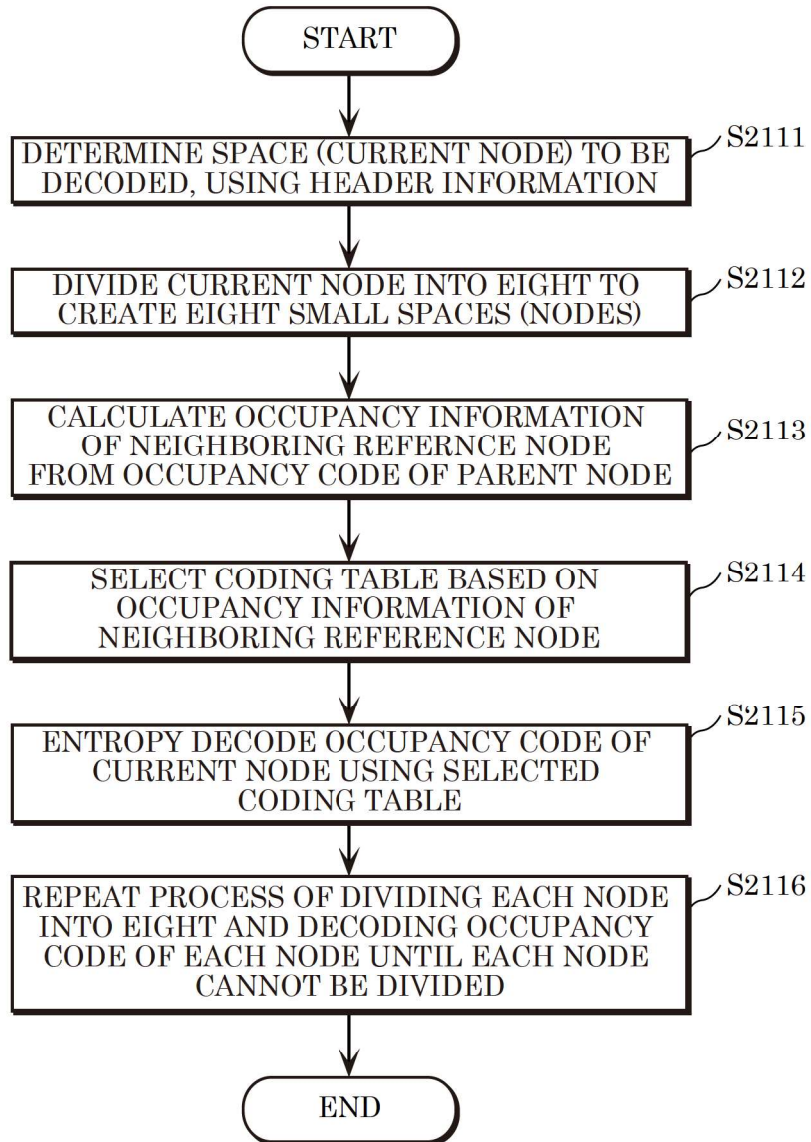 START
DETERMINE SPACE (CURRENT NODE) TO BE
DECODED, USING HEADER INFORMATION
S2111
DIVIDE CURRENT NODE INTO EIGHT TO
CREATE EIGHT SMALL SPACES (NODES)
S2112
CALCULATE OCCUPANCY INFORMATION
OF NEIGHBORING REFERNCE NODE
FROM OCCUPANCY CODE OF PARENT NODE
S2113
SELECT CODING TABLE BASED ON
OCCUPANCY INFORMATION OF
NEIGHBORING REFERENCE NODE
S2114
ENTROPY DECODE OCCUPANCY CODE OF
CURRENT NODE USING SELECTED
CODING TABLE
S2115
REPEAT PROCESS OF DIVIDING EACH NODE
INTO EIGHT AND DECODING OCCUPANCY
CODE OF EACH NODE UNTIL EACH NODE
CANNOT BE DIVIDED
S2116
END